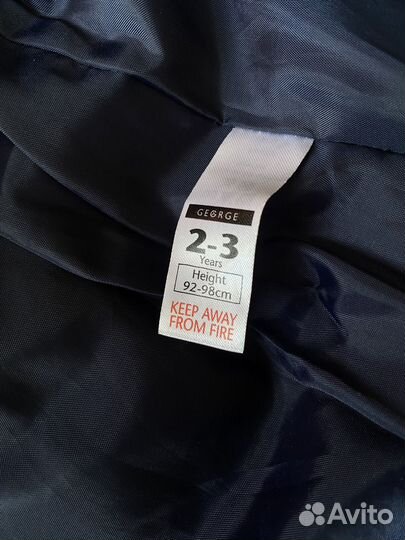 GEORGE
2-3
Years
Height
92-98cm
KEEP AWAY
FROM FIRE
Avito